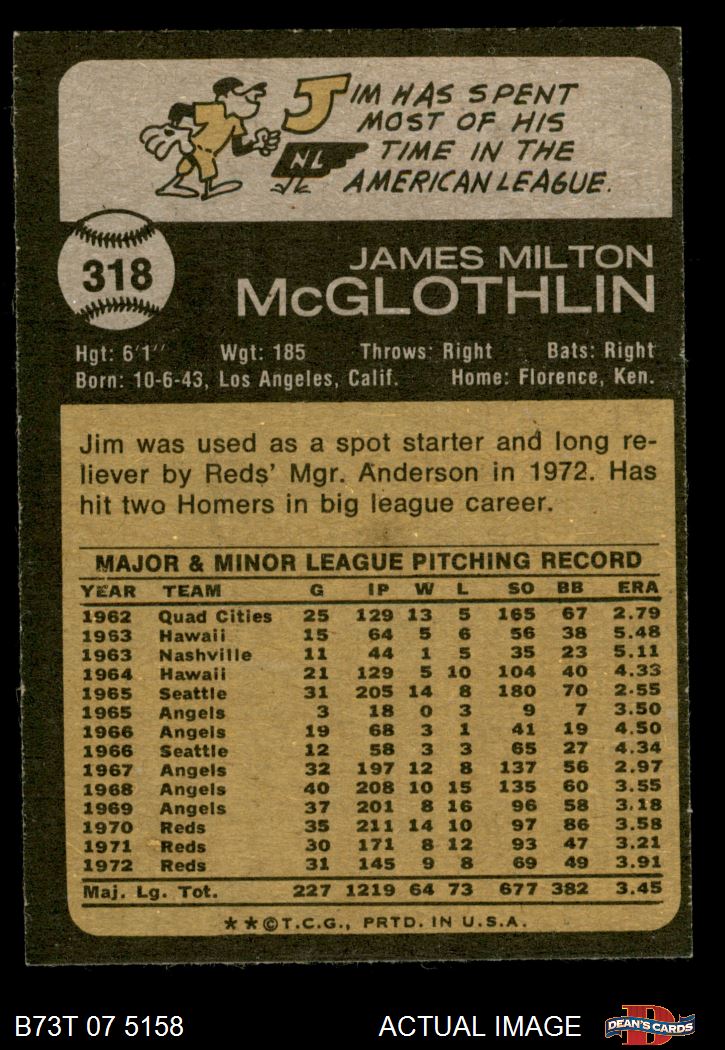 JIM HAS SPENT
MOST OF HIS
TIME IN THE
AMERICAN LEAGUE.
NL
318
JAMES MILTON
McGLOTHLIN
Hgt: 6'1" Wgt: 185 Throws: Right Bats: Right
Born: 10-6-43, Los Angeles, Calif. Home: Florence, Ken.
Jim was used as a spot starter and long re-
liever by Reds' Mgr. Anderson in 1972. Has
hit two Homers in big league career.
MAJOR & MINOR LEAGUE PITCHING RECORD
YEAR TEAM G IP W L SO BB ERA
1962 Quad Cities 25 129 13 5 165 67 2.79
1963 Hawaii 15 64 5 6 56 38 5.48
1963 Nashville 11 44 1 5 35 23 5.11
1964 Hawaii 21 129 5 10 104 40 4.33
1965 Seattle 31 205 14 8 180 70 2.55
1965 Angels 3 18 0 3 9 7 3.50
1966 Angels 19 68 3 1 41 19 4.50
1966 Seattle 12 58 3 3 65 27 4.34
1967 Angels 32 197 12 8 137 56 2.97
1968 Angels 40 208 10 15 135 60 3.55
1969 Angels 37 201 8 16 96 58 3.18
1970 Reds 35 211 14 10 97 86 3.58
1971 Reds 30 171 8 12 93 47 3.21
1972 Reds 31 145 9 8 69 49 3.91
Maj. Lg. Tot. 227 1219 64 73 677 382 3.45
★★©T.C.G., PRTD. IN U.S.A.
B73T 07 5158 ACTUAL IMAGE
DEAN'S CARDS